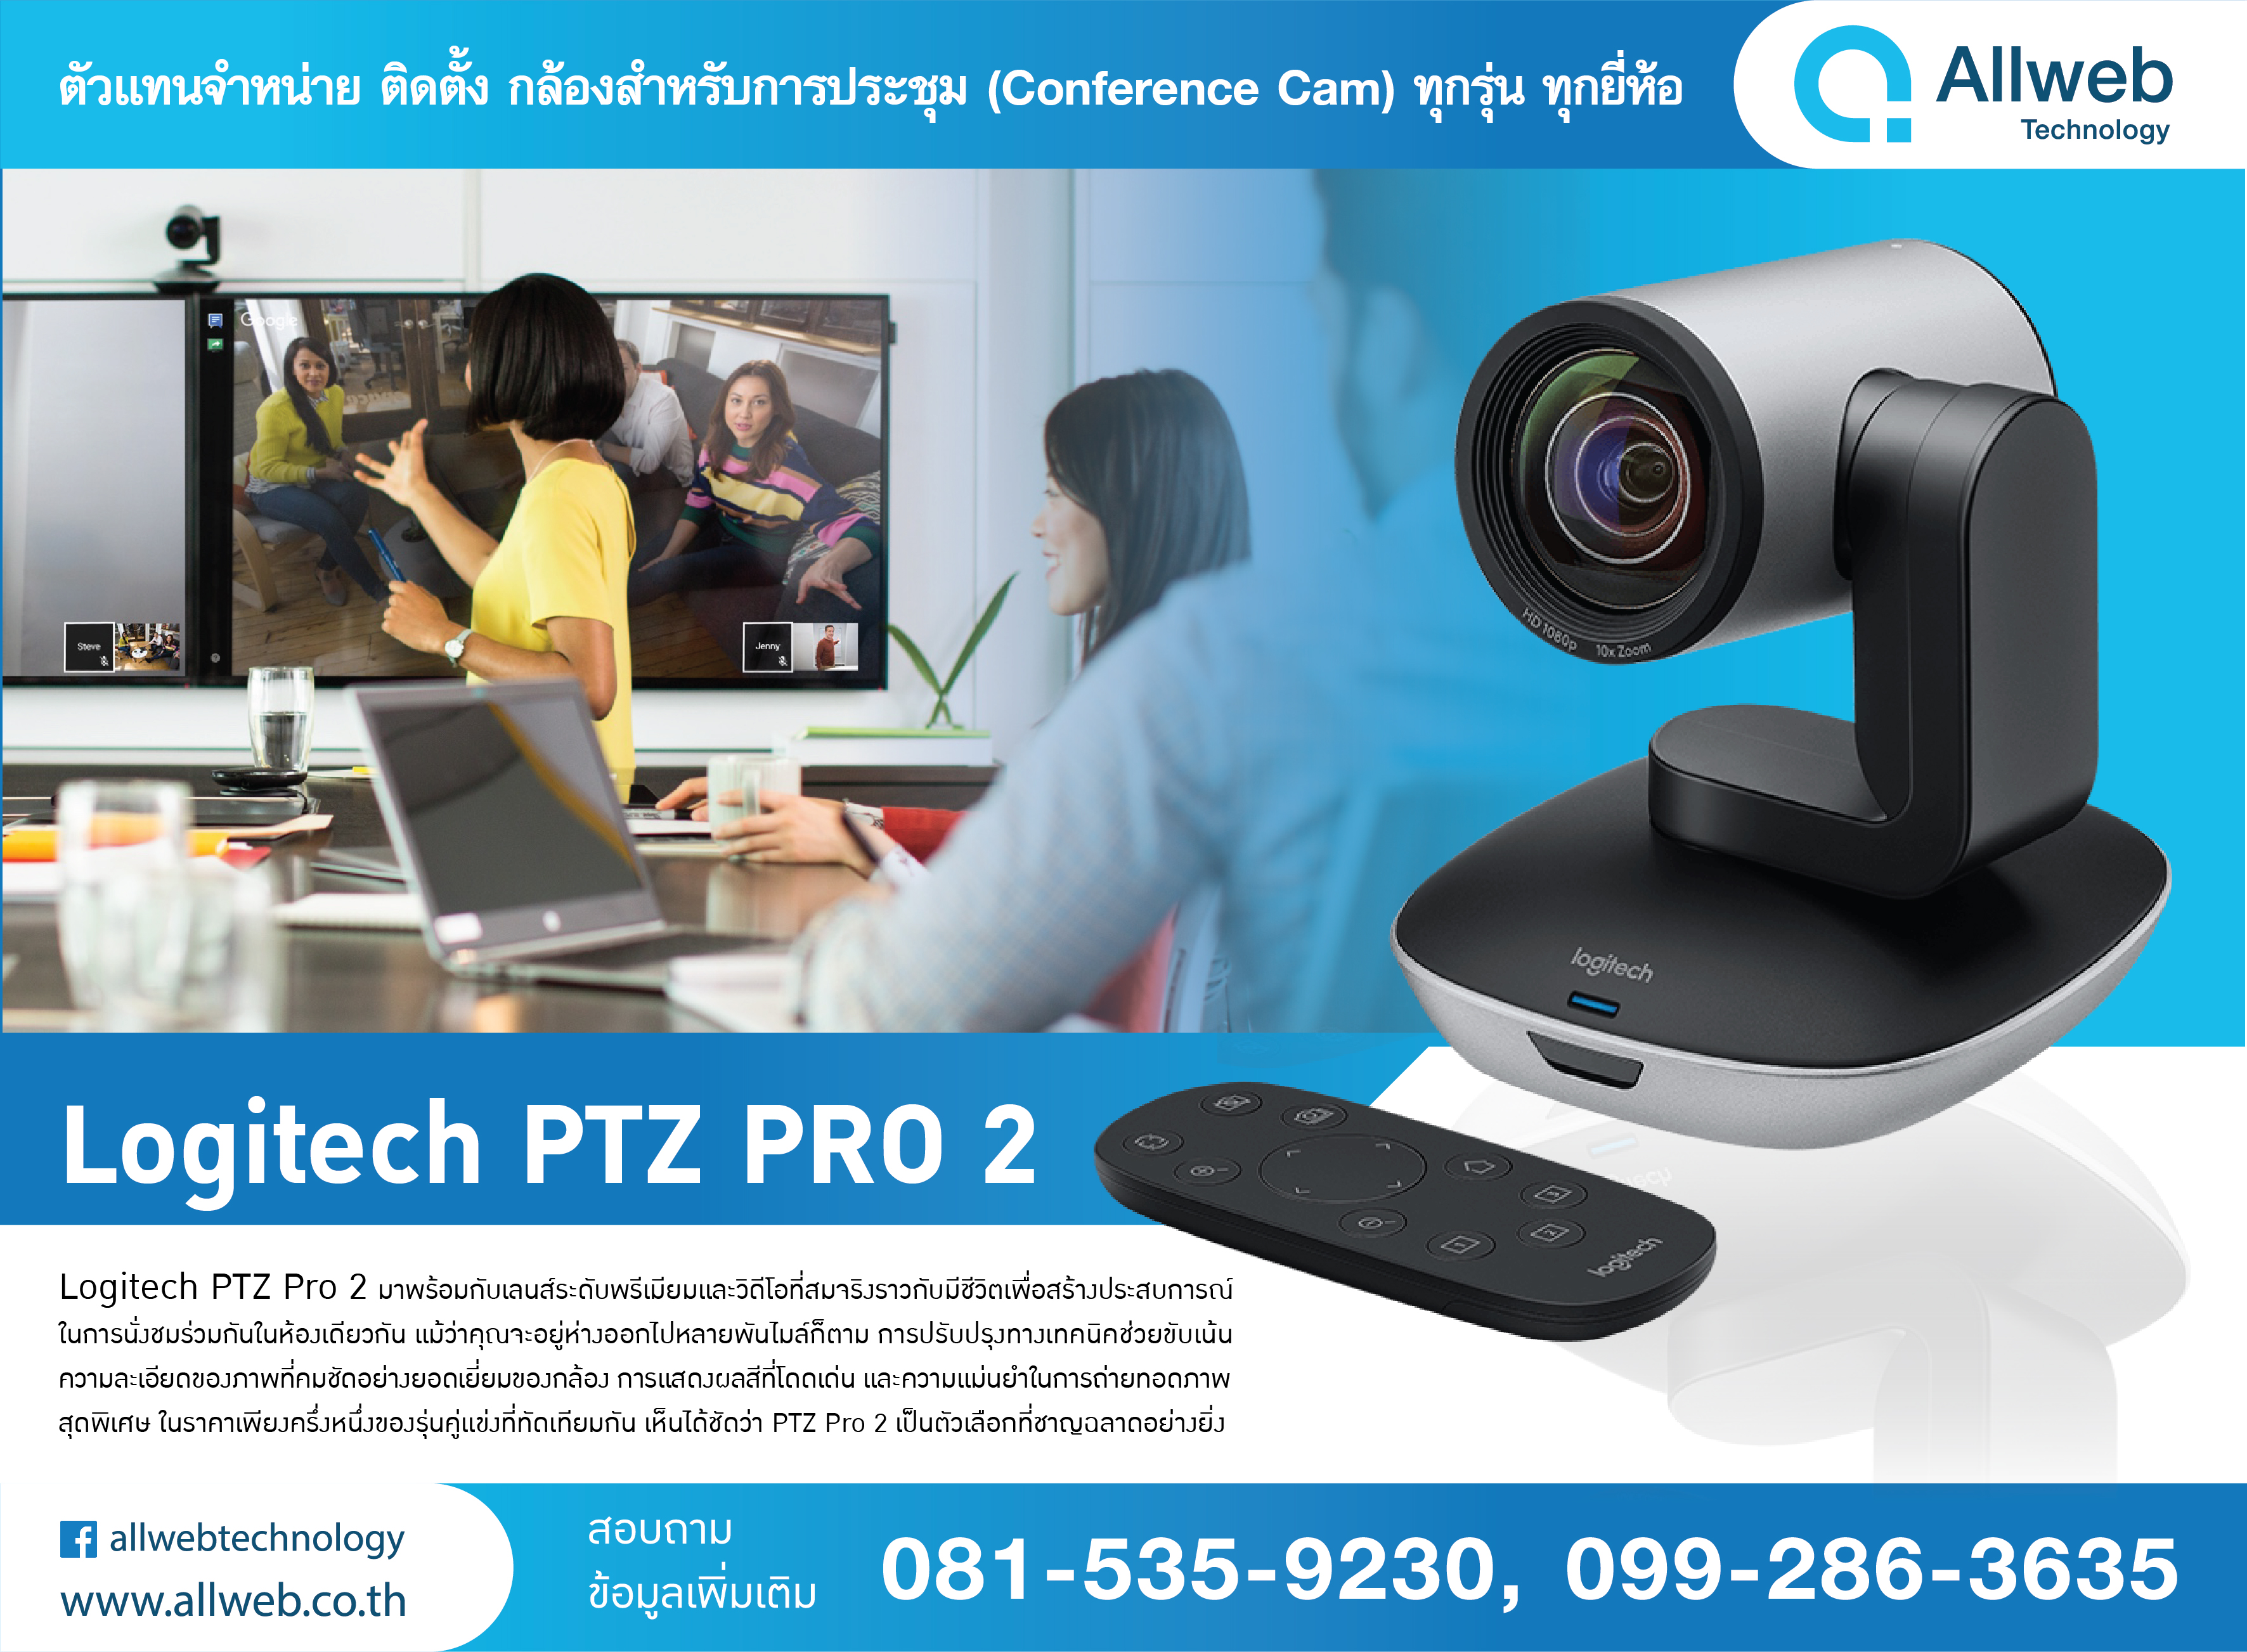 ตัวแทนจำหน่าย ติดตั้ง กล้องสำหรับการประชุม (Conference Cam) ทุกรุ่น ทุกยี่ห้อ
Allweb
Technology
Google
Steve
Jenny
HD 1080p 10x Zoom
logitech
Logitech PTZ PRO 2
3
2
1
logitech
Logitech PTZ Pro 2 มาพร้อมกับเลนส์ระดับพรีเมียมและวิดีโอที่สมจริงราวกับมีชีวิตเพื่อสร้างประสบการณ์
ในการนั่งชมร่วมกันในห้องเดียวกัน แม้ว่าคุณจะอยู่ห่างออกไปหลายพันไมล์ก็ตาม การปรับปรุงทางเทคนิคช่วยขับเน้น
ความละเอียดของภาพที่คมชัดอย่างยอดเยี่ยมของกล้อง การแสดงผลสีที่โดดเด่น และความแม่นยำในการถ่ายทอดภาพ
สุดพิเศษ ในราคาเพียงครึ่งหนึ่งของรุ่นคู่แข่งที่ทัดเทียมกัน เห็นได้ชัดว่า PTZ Pro 2 เป็นตัวเลือกที่ชาญฉลาดอย่างยิ่ง
allwebtechnology
www.allweb.co.th
สอบถาม
ข้อมูลเพิ่มเติม
081-535-9230, 099-286-3635